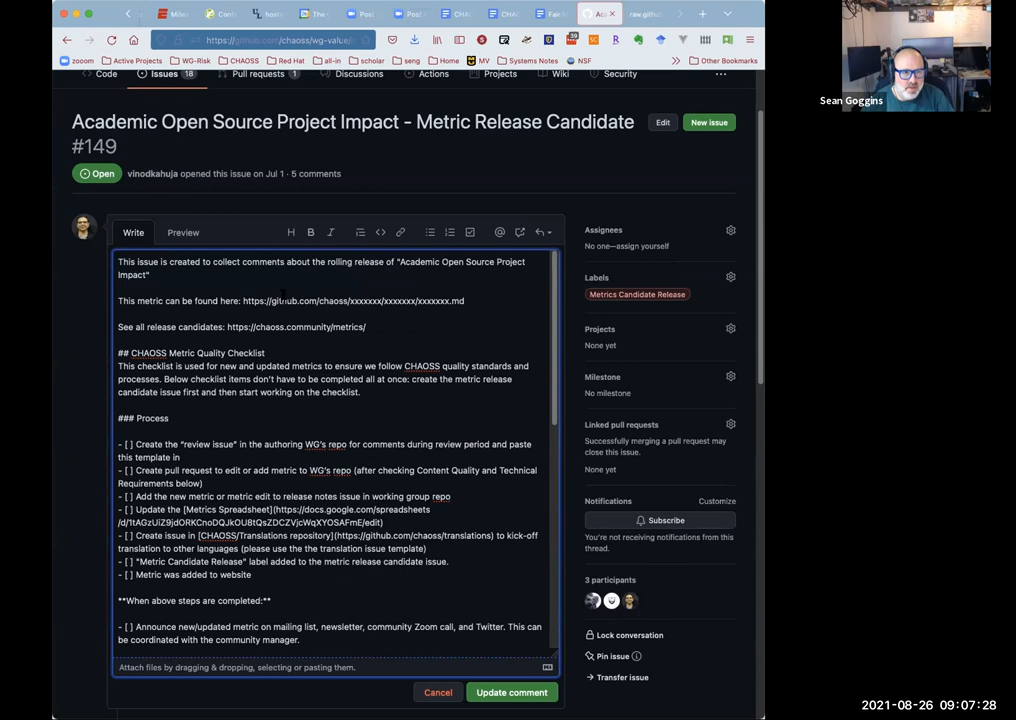 Milw
Cont
host
The
Post
Post
CHA
CHA
Fair
Aca
raw.github
https://github.com/chaoss/wg-value/i
39
zooom
Active Projects
WG-Risk
CHAOSS
Red Hat
all-in
scholar
seng
Home
MV
Systems Notes
NSF
Other Bookmarks
Code
Issues 18
Pull requests 1
Discussions
Actions
Projects
Wiki
Security
Academic Open Source Project Impact - Metric Release Candidate
#149
Edit
New issue
Open
vinodkahuja opened this issue on Jul 1 · 5 comments
Write
Preview
This issue is created to collect comments about the rolling release of "Academic Open Source Project
Impact"
This metric can be found here: https://github.com/chaoss/xxxxxxx/xxxxxxx/xxxxxxx.md
See all release candidates: https://chaoss.community/metrics/
## CHAOSS Metric Quality Checklist
This checklist is used for new and updated metrics to ensure we follow CHAOSS quality standards and
processes. Below checklist items don't have to be completed all at once: create the metric release
candidate issue first and then start working on the checklist.
### Process
- [ ] Create the "review issue" in the authoring WG's repo for comments during review period and paste
this template in
- [ ] Create pull request to edit or add metric to WG's repo (after checking Content Quality and Technical
Requirements below)
- [ ] Add the new metric or metric edit to release notes issue in working group repo
- [ ] Update the [Metrics Spreadsheet](https://docs.google.com/spreadsheets
/d/1tAGzUiZ9jdORKCnoDQJkOU8tQsZDCZVjcWqXYOSAFmE/edit)
- [ ] Create issue in [CHAOSS/Translations repository](https://github.com/chaoss/translations) to kick-off
translation to other languages (please use the the translation issue template)
- [ ] "Metric Candidate Release" label added to the metric release candidate issue.
- [ ] Metric was added to website
**When above steps are completed:**
- [ ] Announce new/updated metric on mailing list, newsletter, community Zoom call, and Twitter. This can
be coordinated with the community manager.
Attach files by dragging & dropping, selecting or pasting them.
Cancel
Update comment
Assignees
No one—assign yourself
Labels
Metrics Candidate Release
Projects
None yet
Milestone
No milestone
Linked pull requests
Successfully merging a pull request may
close this issue.
None yet
Notifications
Customize
Subscribe
You're not receiving notifications from this
thread.
3 participants
Lock conversation
Pin issue
Transfer issue
Sean Goggins
2021-08-26 09:07:28